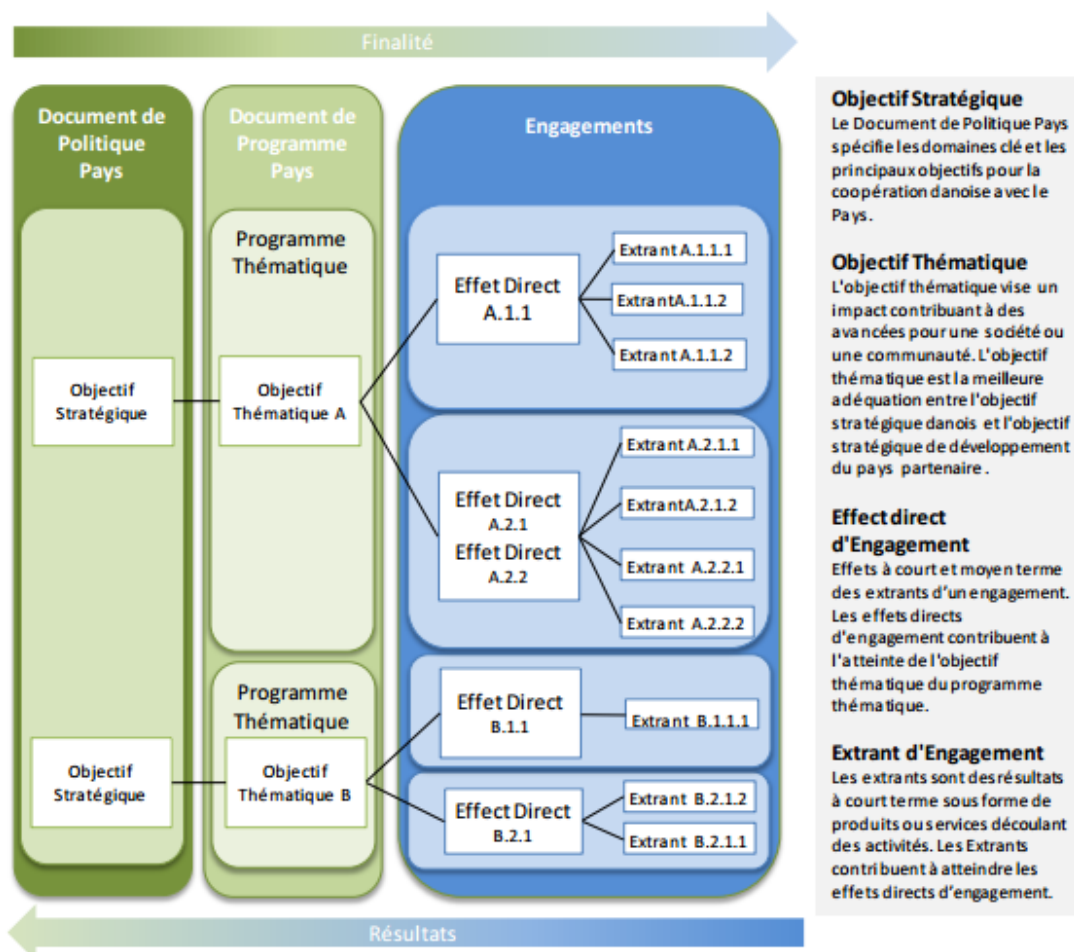 Finalité
Document de
Politique
Pays
Document de
Programme
Pays
Engagements
Programme
Thématique
Objectif
Stratégique
Objectif
Thématique A
Effet Direct
A.1.1
Extrant A.1.1.1
ExtrantA.1.1.2
Extrant A.1.1.2
Effet Direct
A.2.1
Effet Direct
A.2.2
Extrant A.2.1.1
ExtrantA.2.1.2
Extrant A.2.2.1
Extrant A.2.2.2
Programme
Thématique
Objectif
Stratégique
Objectif
Thématique B
Effet Direct
B.1.1
Extrant B.1.1.1
Effect Direct
B.2.1
Extrant B.2.1.2
Extrant B.2.1.1
Résultats
Objectif Stratégique
Le Document de Politique Pays
spécifie les domaines clé et les
principaux objectifs pour la
coopération danoise avec le
Pays.
Objectif Thématique
L'objectif thématique vise un
impact contribuant à des
avancées pour une société ou
une communauté. L'objectif
thématique est la meilleure
adéquation entre l'objectif
stratégique danois et l'objectif
stratégique de développement
du pays partenaire .
Effect direct
d'Engagement
Effets à court et moyen terme
des extrants d'un engagement.
Les effets directs
d'engagement contribuent à
l'atteinte de l'objectif
thématique du programme
thématique.
Extrant d'Engagement
Les extrants sont des résultats
à court terme sous forme de
produits ou services découlant
des activités. Les Extrants
contribuent à atteindre les
effets directs d'engagement.